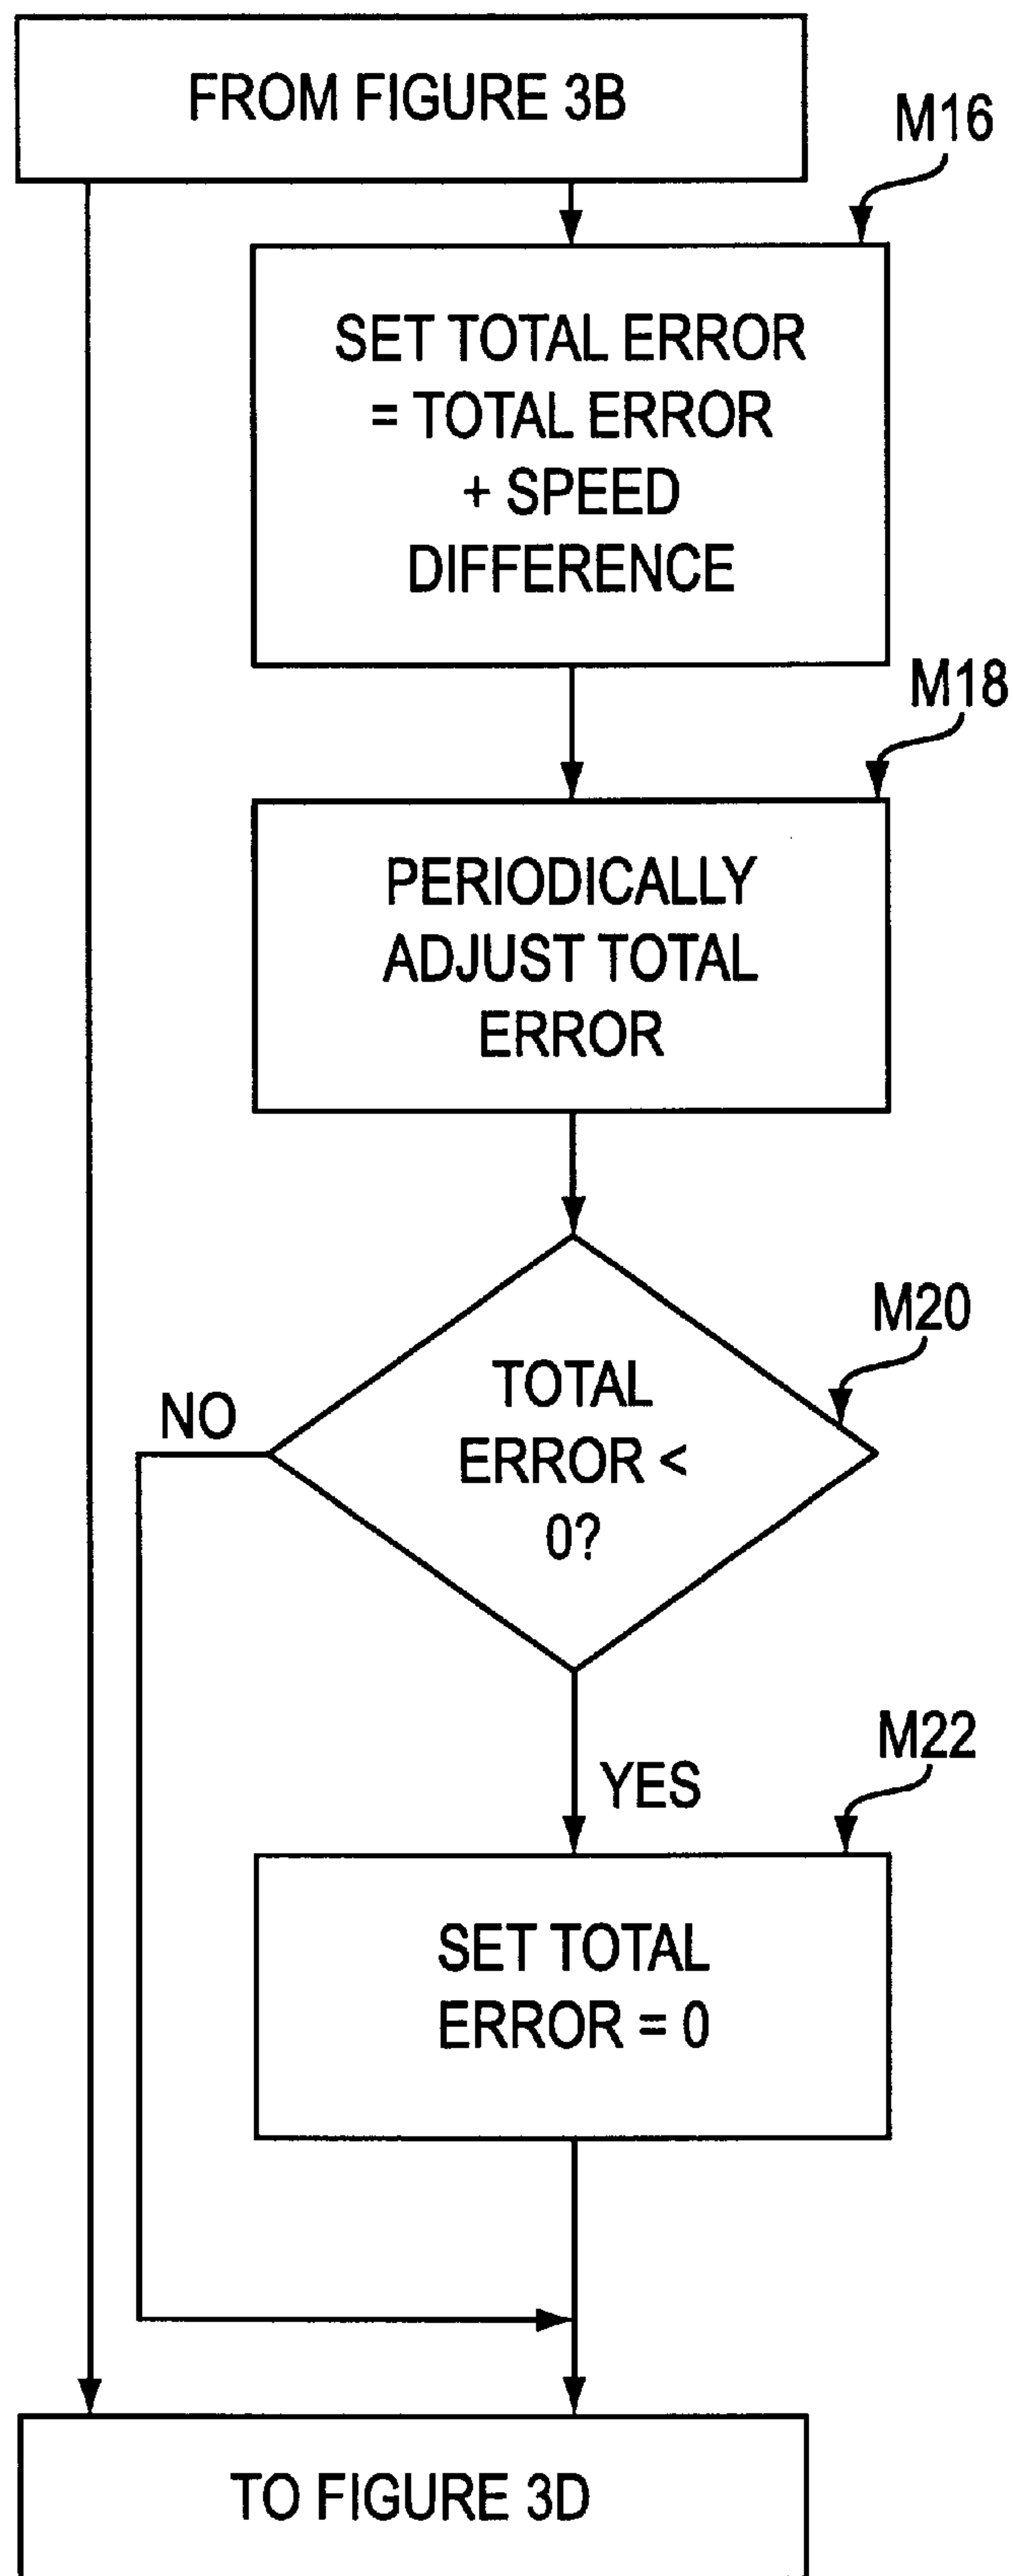 FROM FIGURE 3B
M16
SET TOTAL ERROR
= TOTAL ERROR
+ SPEED
DIFFERENCE
M18
PERIODICALLY
ADJUST TOTAL
ERROR
M20
NO
TOTAL
ERROR <
0?
YES
M22
SET TOTAL
ERROR = 0
TO FIGURE 3D